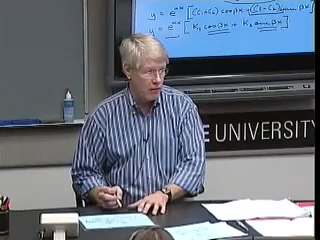 y = e^{αx} [(C₁+C₂) cos βx + (C₁-C₂) i sin βx]
y = e^{αx} [K₁ cos βx + K₂ sin βx]
E UNIVERSITY